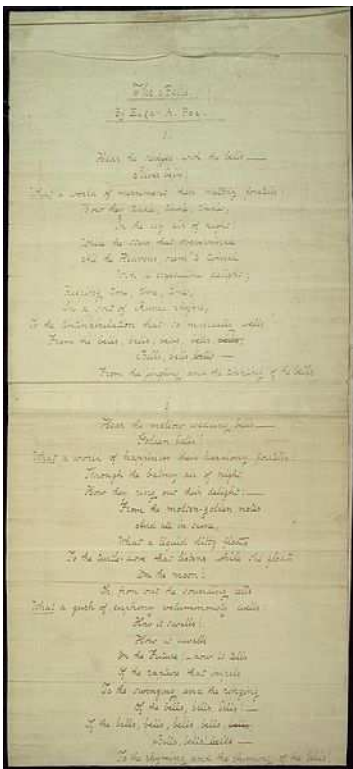 The Bells.
By Edgar A. Poe.
1.
Hear the sledges with the bells —
Silver bells!
What a world of merriment their melody foretells!
How they tinkle, tinkle, tinkle,
In the icy air of night!
While the stars that oversprinkle
All the Heavens, seem to twinkle
With a crystalline delight;
Keeping time, time, time,
In a sort of Runic rhyme,
To the tintinabulation that so musically wells
From the bells, bells, bells, bells,
Bells, bells, bells —
From the jingling and the tinkling of the bells.
2
Hear the mellow wedding bells —
Golden bells!
What a world of happiness their harmony foretells!
Through the balmy air of night
How they ring out their delight! —
From the molten-golden notes
And all in tune,
What a liquid ditty floats
To the turtle-dove that listens while she gloats
On the moon!
Oh, from out the sounding cells
What a gush of euphony voluminously wells!
How it swells!
How it dwells
On the Future! — how it tells
Of the rapture that impels
To the swinging and the ringing
Of the bells, bells, bells! —
Of the bells, bells, bells, bells,
Bells, bells, bells —
To the rhyming and the chiming of the bells!